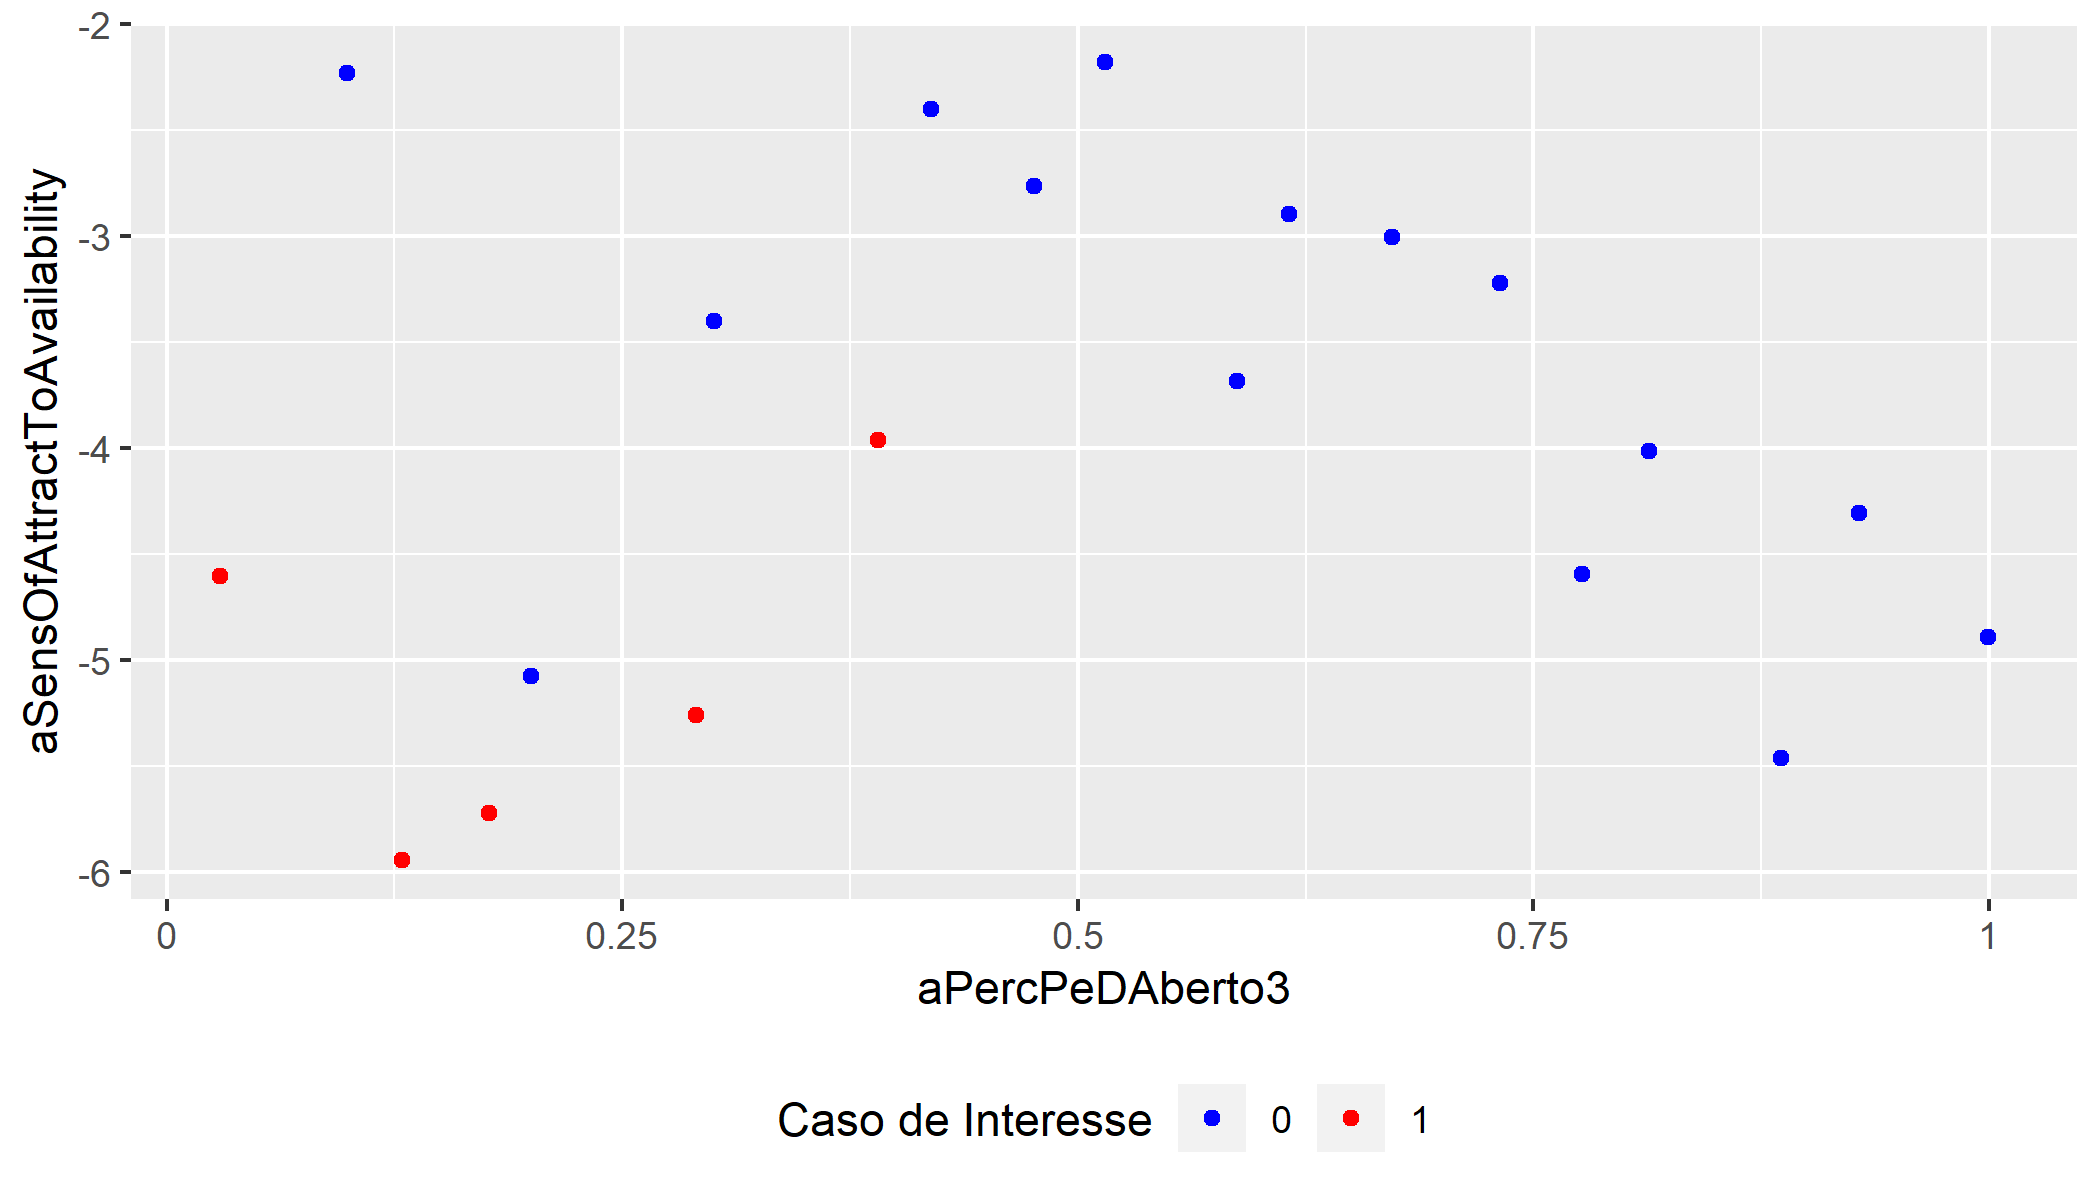 aSensOfAttractToAvailability
-2
-3
-4
-5
-6
0 0.25 0.5 0.75 1
aPercPeDAberto3
Caso de Interesse 0 1